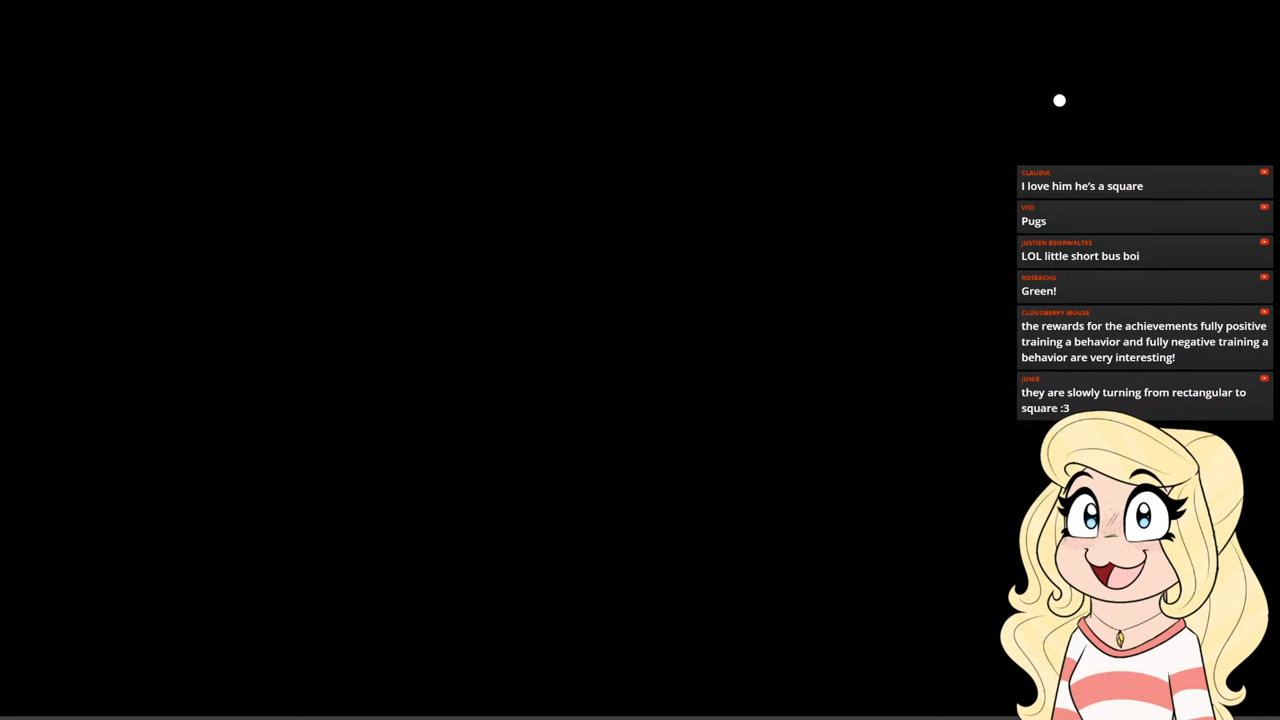 CLAUDIA
I love him he's a square
VIVI
Pugs
JUSTIEN BEIERWALTES
LOL little short bus boi
ROSEACHU
Green!
CLOUDBERRY MOUSE
the rewards for the achievements fully positive
training a behavior and fully negative training a
behavior are very interesting!
JUNIE
they are slowly turning from rectangular to
square :3